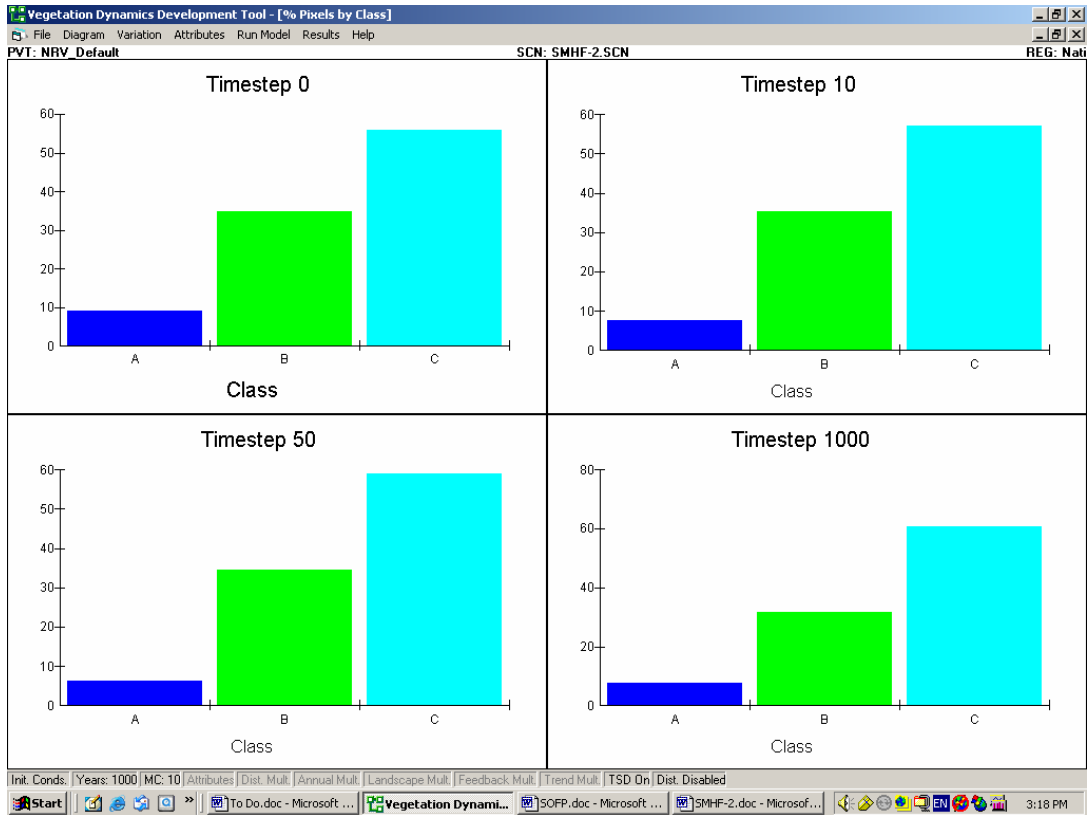 Vegetation Dynamics Development Tool - [% Pixels by Class]
File Diagram Variation Attributes Run Model Results Help
PVT: NRV_Default SCN: SMHF-2.SCN REG: Nati
Timestep 0
60
50
40
30
20
10
0
A B C
Class
Timestep 10
60
50
40
30
20
10
0
A B C
Class
Timestep 50
60
50
40
30
20
10
0
A B C
Class
Timestep 1000
80
60
40
20
0
A B C
Class
Init. Conds. Years: 1000 MC: 10 Attributes Dist. Mult. Annual Mult. Landscape Mult. Feedback Mult. Trend Mult. TSD On Dist. Disabled
Start » To Do.doc - Microsoft ... Vegetation Dynami... SOFP.doc - Microsoft ... SMHF-2.doc - Microsof... EN 3:18 PM